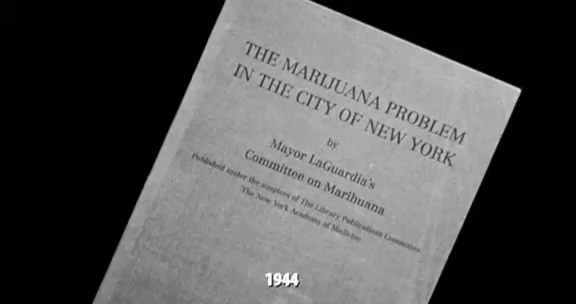 THE MARIJUANA PROBLEM
IN THE CITY OF NEW YORK
by
Mayor LaGuardia's
Committee on Marihuana
Published under the auspices of The Library Publications Committee
The New York Academy of Medicine
1944